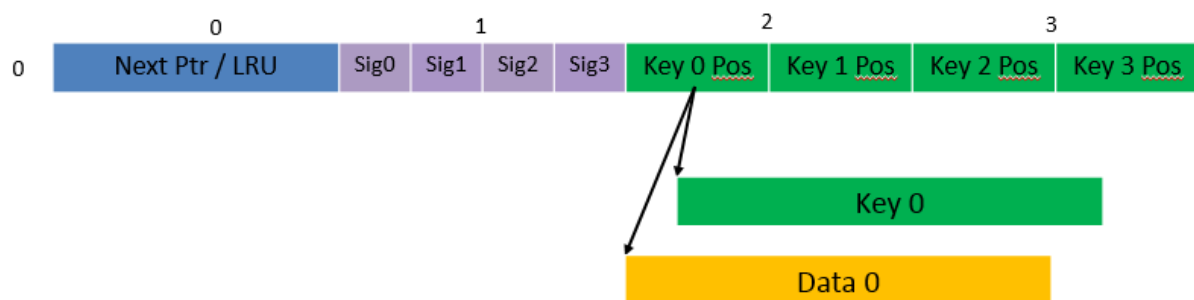 0 1 2 3
0 Next Ptr / LRU Sig0 Sig1 Sig2 Sig3 Key 0 Pos Key 1 Pos Key 2 Pos Key 3 Pos
Key 0
Data 0